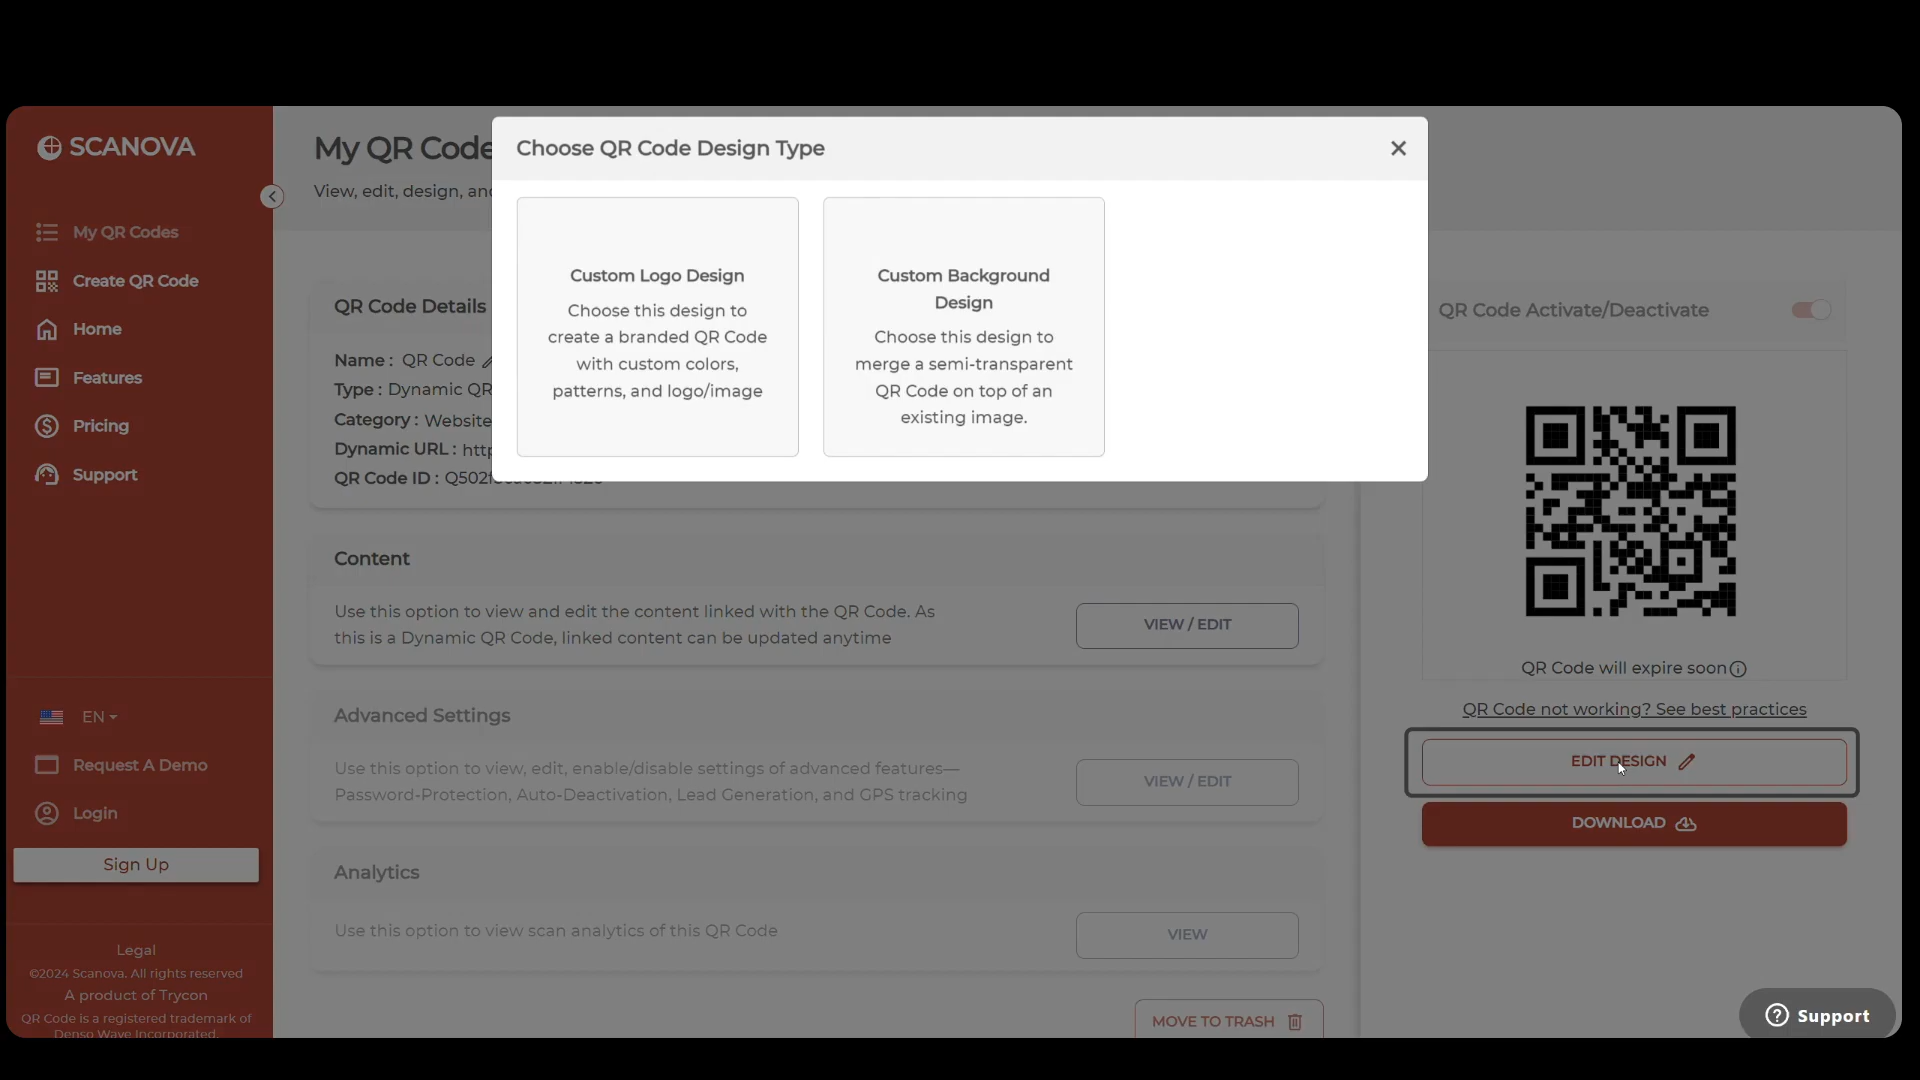 SCANOVA
My QR Codes
Create QR Code
Home
Features
Pricing
Support
EN
Request A Demo
Login
Sign Up
Legal
©2024 Scanova. All rights reserved
A product of Trycon
QR Code is a registered trademark of
Denso Wave Incorporated.
My QR Code
View, edit, design, and
Choose QR Code Design Type
Custom Logo Design
Choose this design to
create a branded QR Code
with custom colors,
patterns, and logo/image
Custom Background
Design
Choose this design to
merge a semi-transparent
QR Code on top of an
existing image.
QR Code Details
Name : QR Code
Type : Dynamic QR
Category : Website
Dynamic URL : http
QR Code ID :
Content
Use this option to view and edit the content linked with the QR Code. As
this is a Dynamic QR Code, linked content can be updated anytime
VIEW / EDIT
Advanced Settings
Use this option to view, edit, enable/disable settings of advanced features—
Password-Protection, Auto-Deactivation, Lead Generation, and GPS tracking
VIEW / EDIT
Analytics
Use this option to view scan analytics of this QR Code
VIEW
MOVE TO TRASH
QR Code Activate/Deactivate
QR Code will expire soon
QR Code not working? See best practices
EDIT DESIGN
DOWNLOAD
Support